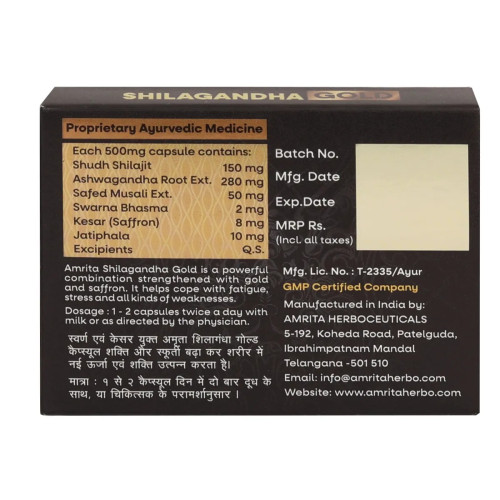 SHILAGANDHA GOLD
Proprietary Ayurvedic Medicine
Each 500mg capsule contains:
Shudh Shilajit 150 mg
Ashwagandha Root Ext. 280 mg
Safed Musali Ext. 50 mg
Swarna Bhasma 2 mg
Kesar (Saffron) 8 mg
Jatiphala 10 mg
Excipients Q.S.
Amrita Shilagandha Gold is a powerful
combination strengthened with gold
and saffron. It helps cope with fatigue,
stress and all kinds of weaknesses.
Dosage : 1 - 2 capsules twice a day with
milk or as directed by the physician.
स्वर्ण एवं केसर युक्त अमृता शिलागंधा गोल्ड
कैप्स्यूल शक्ति और स्फूर्ती बढ़ा कर शरीर में
नई ऊर्जा एवं शक्ति उत्पन्न करता है।
मात्रा : १ से २ कैप्स्यूल दिन में दो बार दूध के
साथ, या चिकित्सक के परामर्शानुसार ।
Batch No.
Mfg. Date
Exp.Date
MRP Rs.
(Incl. all taxes)
Mfg. Lic. No. : T-2335/Ayur
GMP Certified Company
Manufactured in India by:
AMRITA HERBOCEUTICALS
5-192, Koheda Road, Patelguda,
Ibrahimpatnam Mandal
Telangana -501 510
Email: info@amritaherbo.com
Website: www.amritaherbo.com